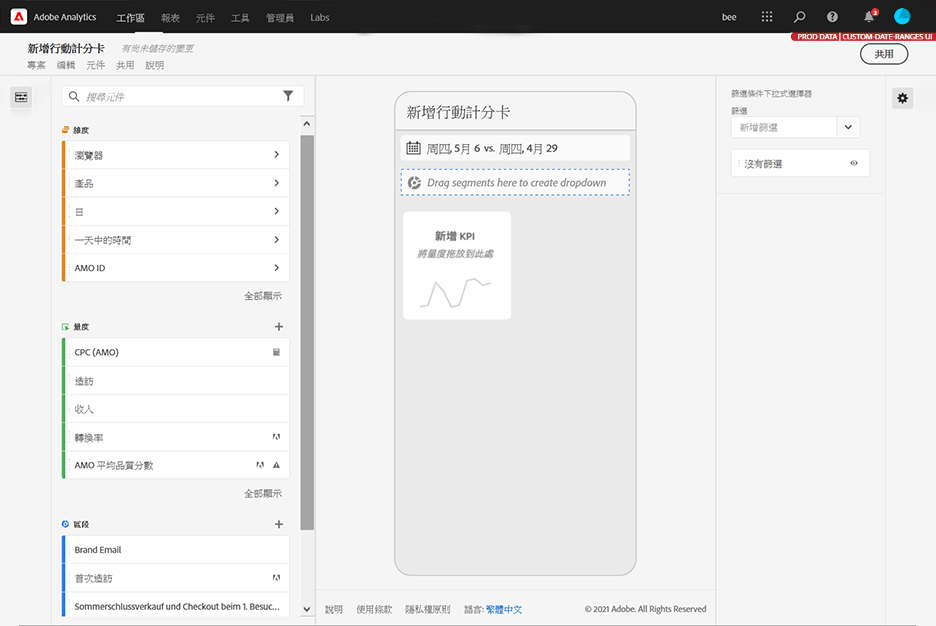 Adobe Analytics 工作區 報表 元件 工具 管理員 Labs bee 3
PROD DATA | CUSTOM-DATE-RANGES UI
新增行動計分卡 有尚未儲存的變更
專案 編輯 元件 共用 說明
共用
搜尋元件
維度
瀏覽器
產品
日
一天中的時間
AMO ID
全部顯示
量度
CPC (AMO)
造訪
收入
轉換率
AMO 平均品質分數
全部顯示
區段
Brand Email
首次造訪
Sommerschlussverkauf und Checkout beim 1. Besuc...
新增行動計分卡
周四, 5月 6 vs. 周四, 4月 29
Drag segments here to create dropdown
新增 KPI
將量度拖放到此處
篩選條件下拉式選擇器
篩選
新增篩選
沒有篩選
說明 使用條款 隱私權原則 語言: 繁體中文 © 2021 Adobe. All Rights Reserved